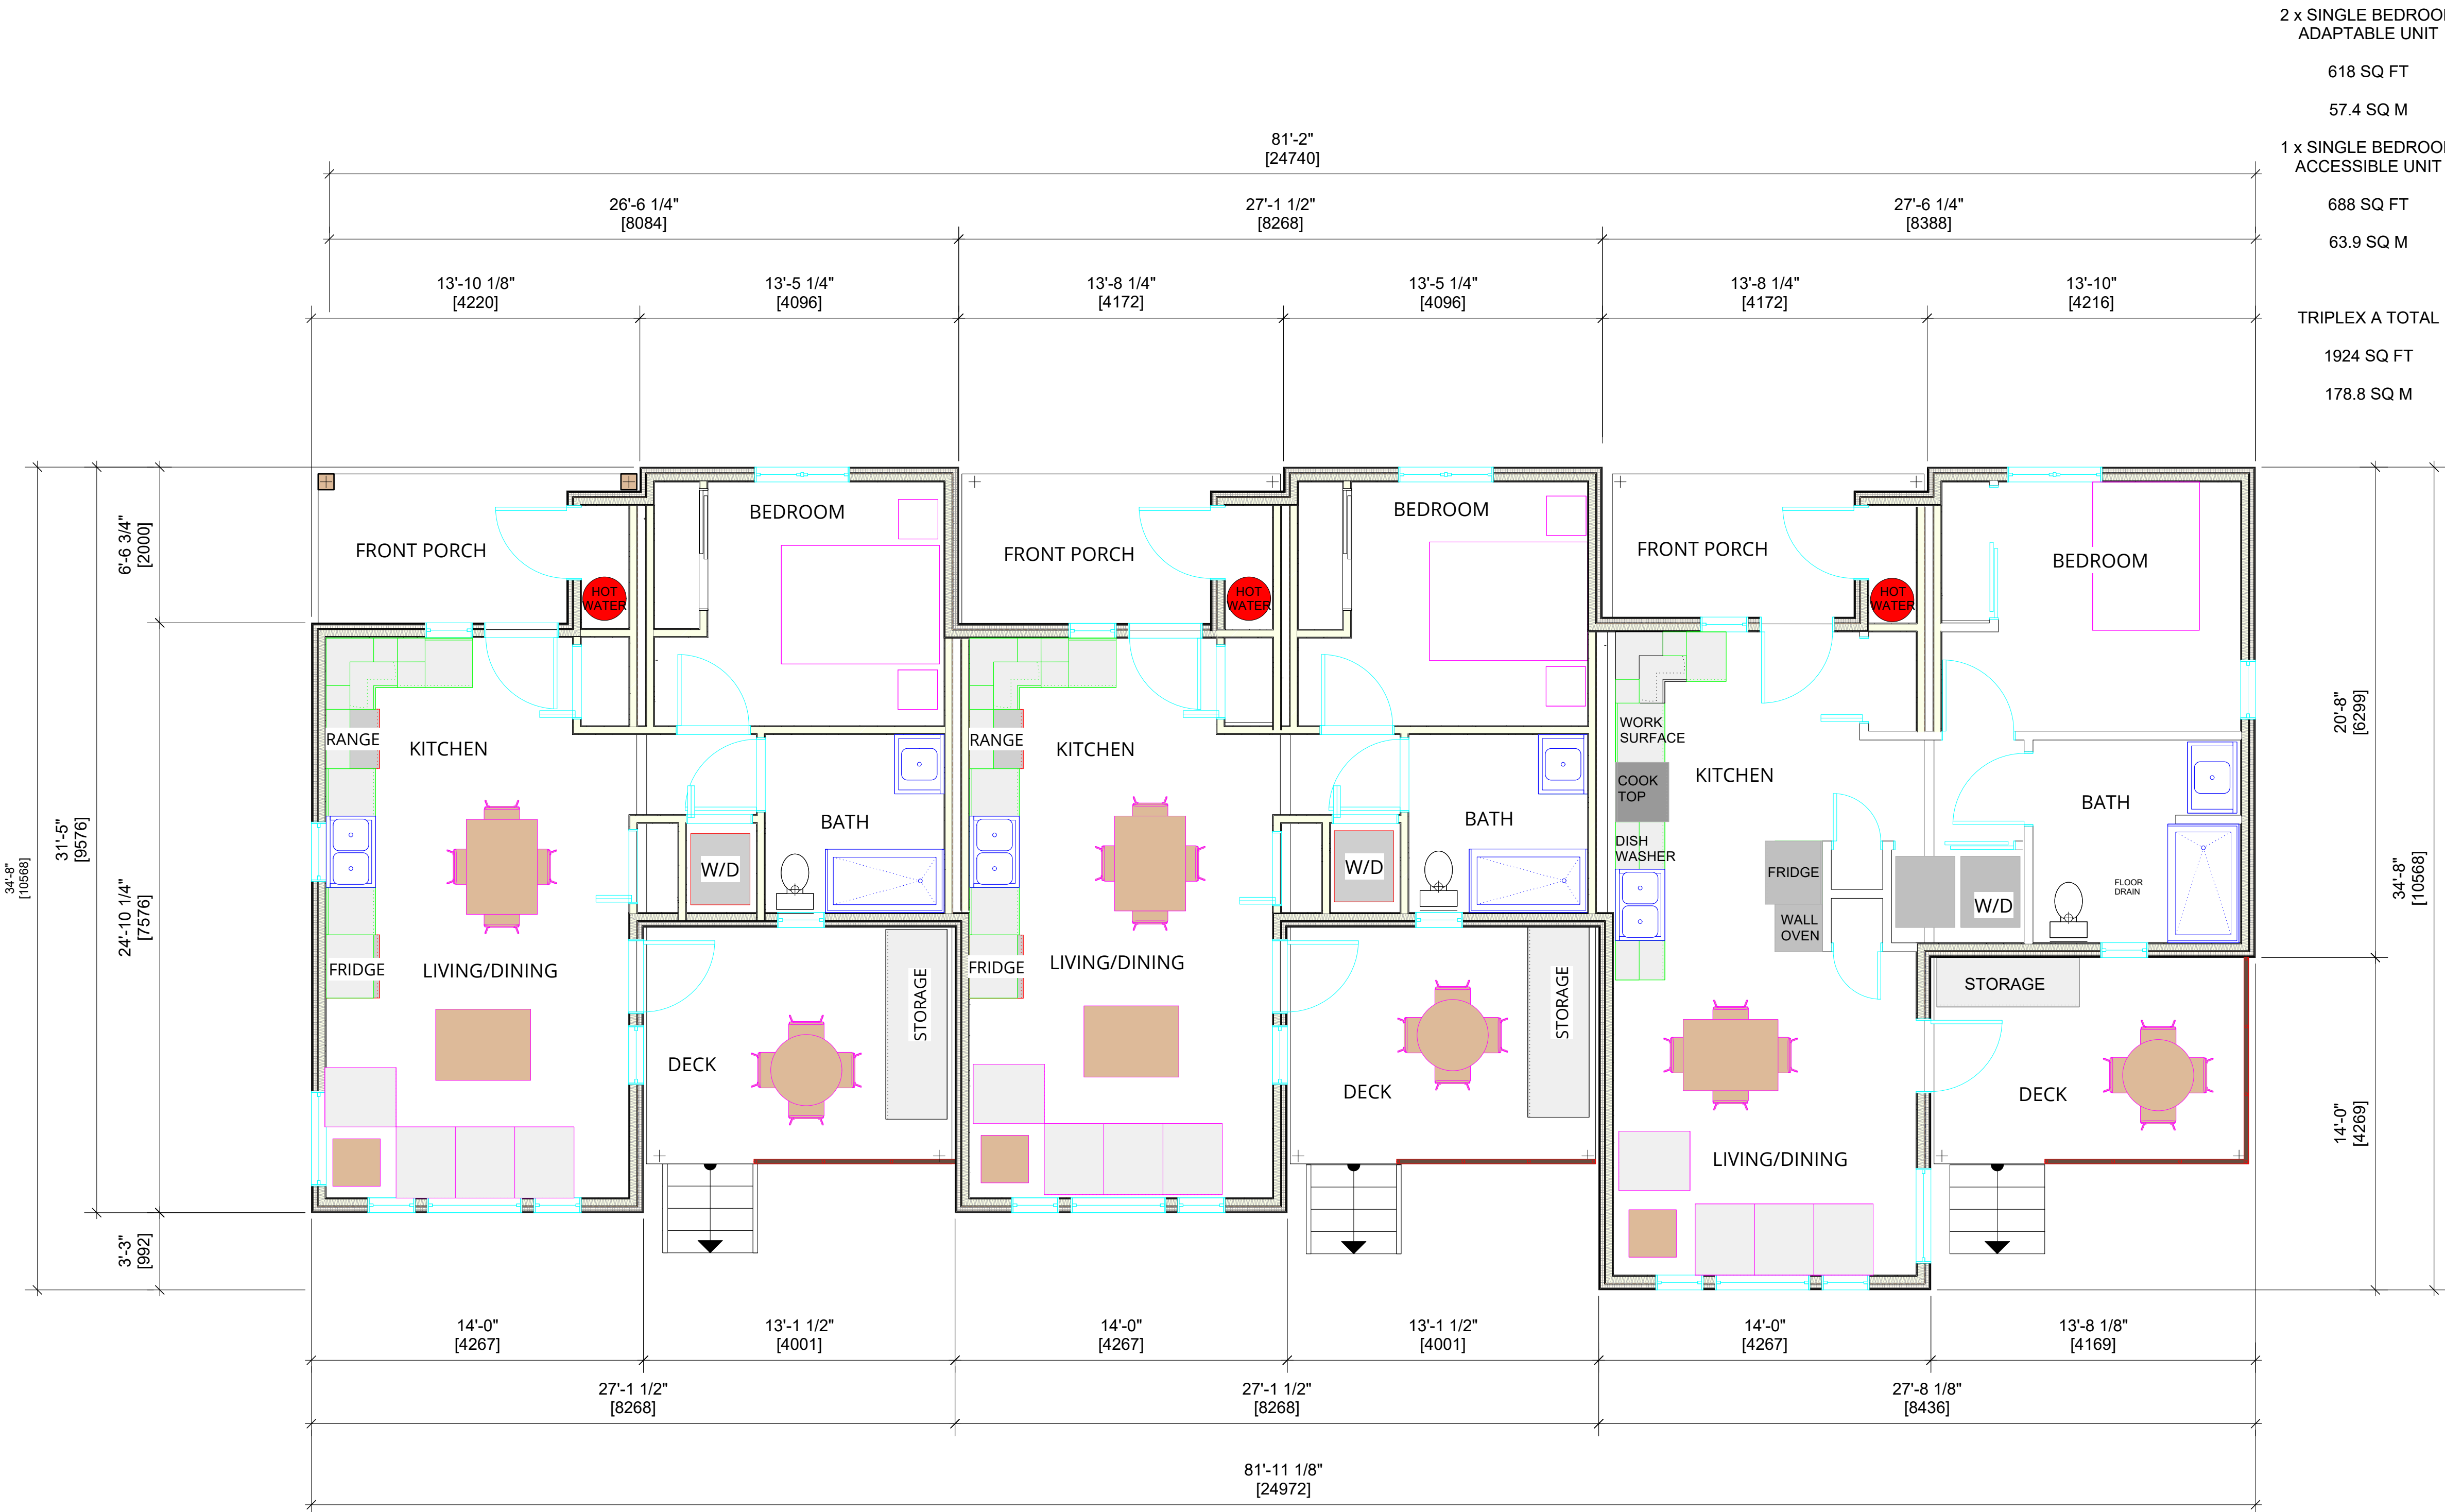 2 x SINGLE BEDROO
ADAPTABLE UNIT
618 SQ FT
57.4 SQ M
1 x SINGLE BEDROO
ACCESSIBLE UNIT
688 SQ FT
63.9 SQ M
TRIPLEX A TOTAL
1924 SQ FT
178.8 SQ M
81'-2"
[24740]
26'-6 1/4"
[8084]
27'-1 1/2"
[8268]
27'-6 1/4"
[8388]
13'-10 1/8"
[4220]
13'-5 1/4"
[4096]
13'-8 1/4"
[4172]
13'-5 1/4"
[4096]
13'-8 1/4"
[4172]
13'-10"
[4216]
34'-8"
[10568]
31'-5"
[9576]
6'-6 3/4"
[2000]
24'-10 1/4"
[7576]
3'-3"
[992]
FRONT PORCH
HOT
WATER
BEDROOM
RANGE
KITCHEN
BATH
W/D
FRIDGE
LIVING/DINING
DECK
STORAGE
FRONT PORCH
HOT
WATER
BEDROOM
RANGE
KITCHEN
BATH
W/D
FRIDGE
LIVING/DINING
DECK
STORAGE
FRONT PORCH
HOT
WATER
BEDROOM
WORK
SURFACE
COOK
TOP
KITCHEN
DISH
WASHER
BATH
FRIDGE
WALL
OVEN
W/D
FLOOR
DRAIN
STORAGE
DECK
LIVING/DINING
20'-8"
[6299]
34'-8"
[10568]
14'-0"
[4269]
14'-0"
[4267]
13'-1 1/2"
[4001]
14'-0"
[4267]
13'-1 1/2"
[4001]
14'-0"
[4267]
13'-8 1/8"
[4169]
27'-1 1/2"
[8268]
27'-1 1/2"
[8268]
27'-8 1/8"
[8436]
81'-11 1/8"
[24972]